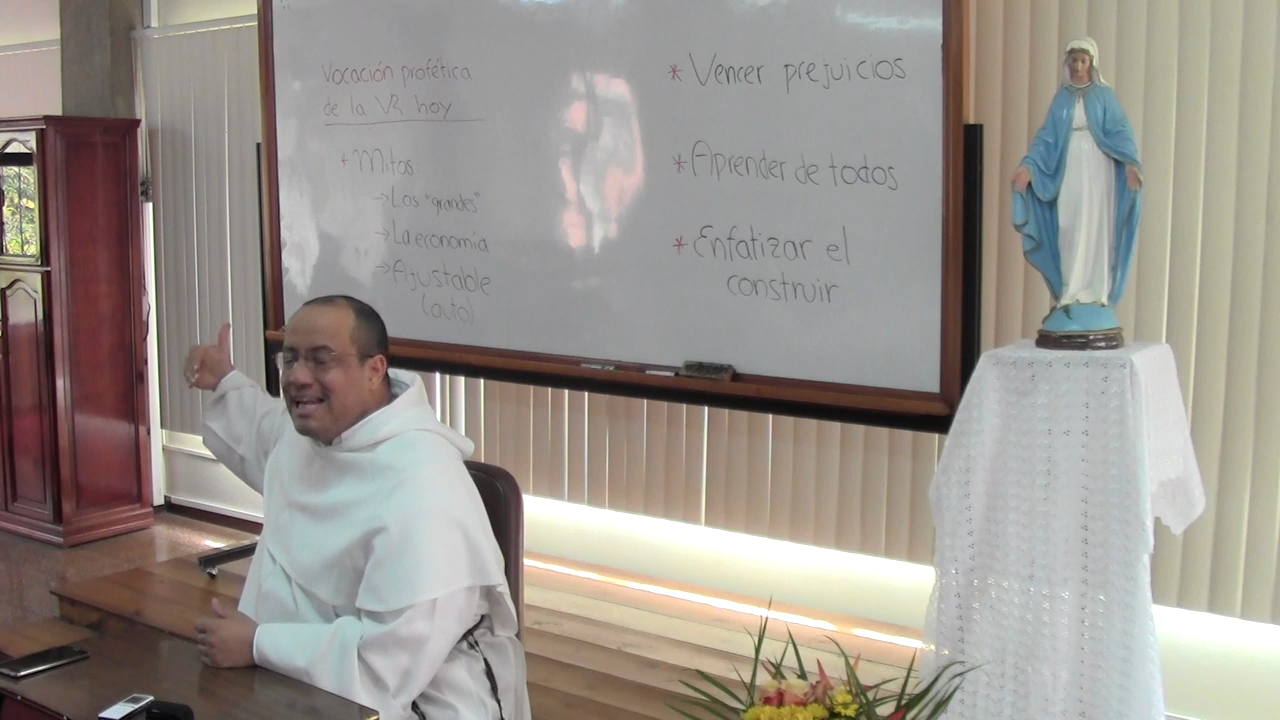 Vocación profética
de la VR hoy
+ Mitos
→ Los "grandes"
→ La economía
→ Ajustable
(auto)
* Vencer prejuicios
* Aprender de todos
* Enfatizar el
construir